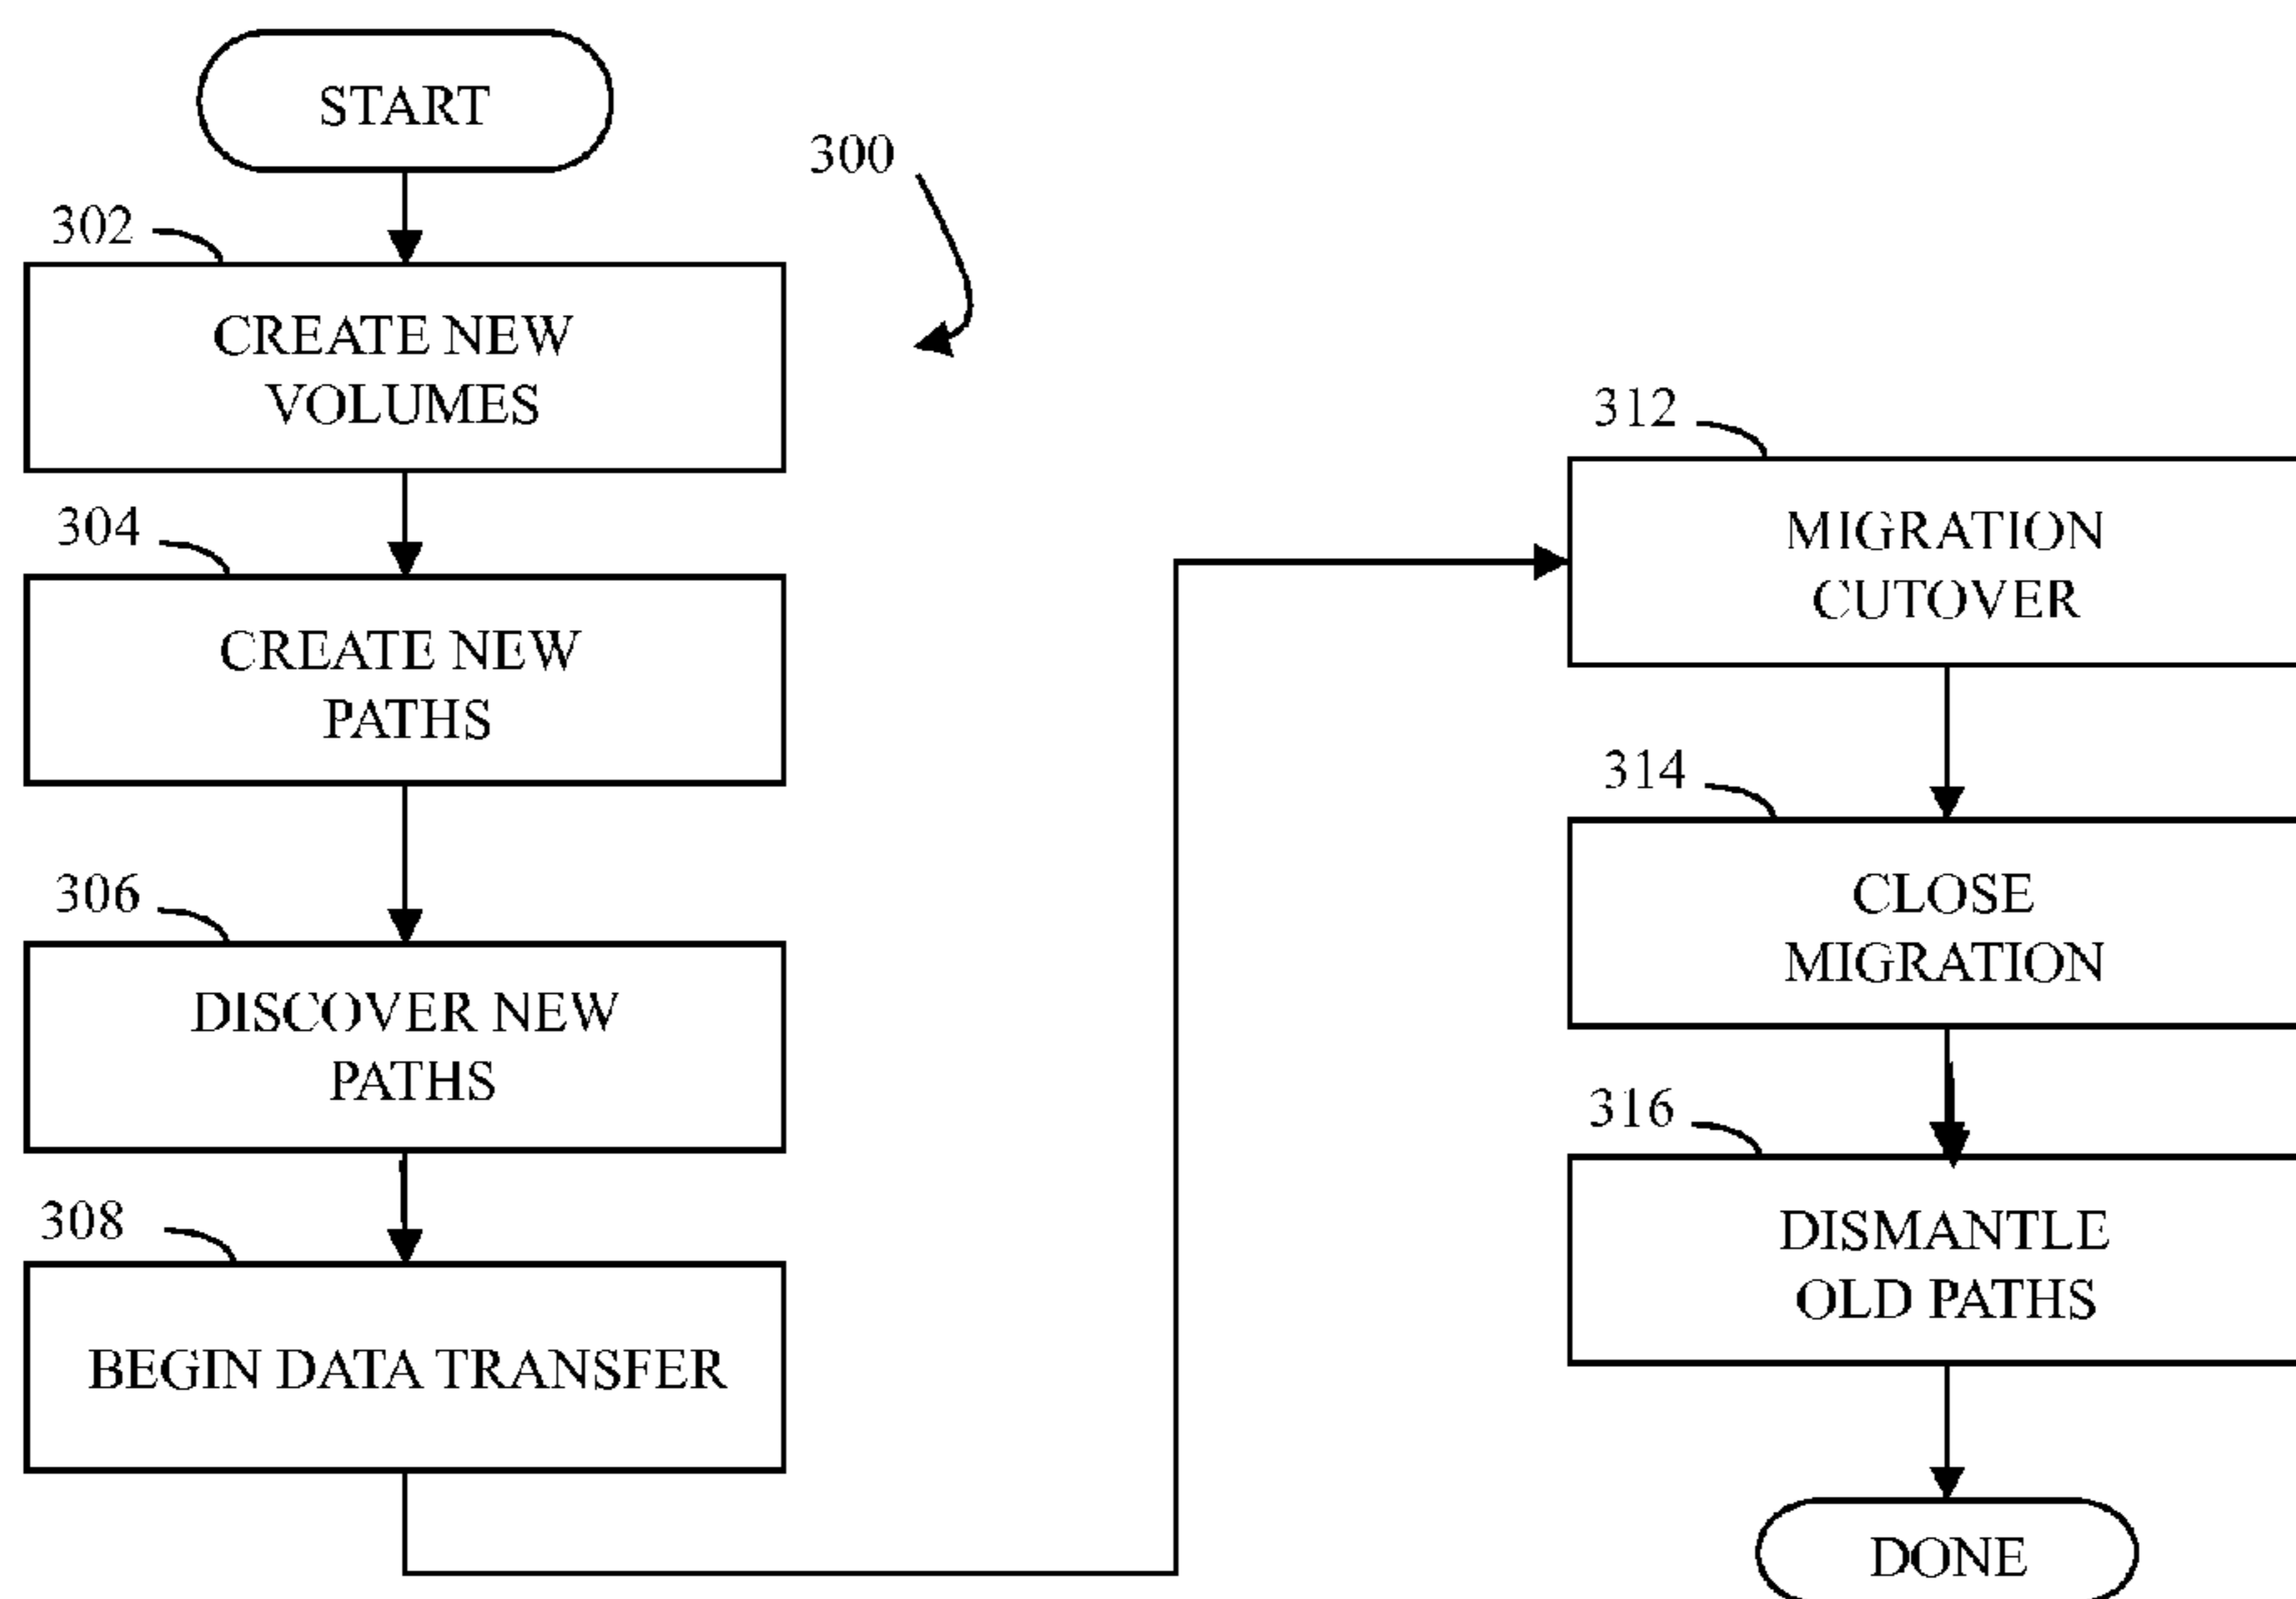 START
300
302
CREATE NEW
VOLUMES
304
CREATE NEW
PATHS
306
DISCOVER NEW
PATHS
308
BEGIN DATA TRANSFER
312
MIGRATION
CUTOVER
314
CLOSE
MIGRATION
316
DISMANTLE
OLD PATHS
DONE